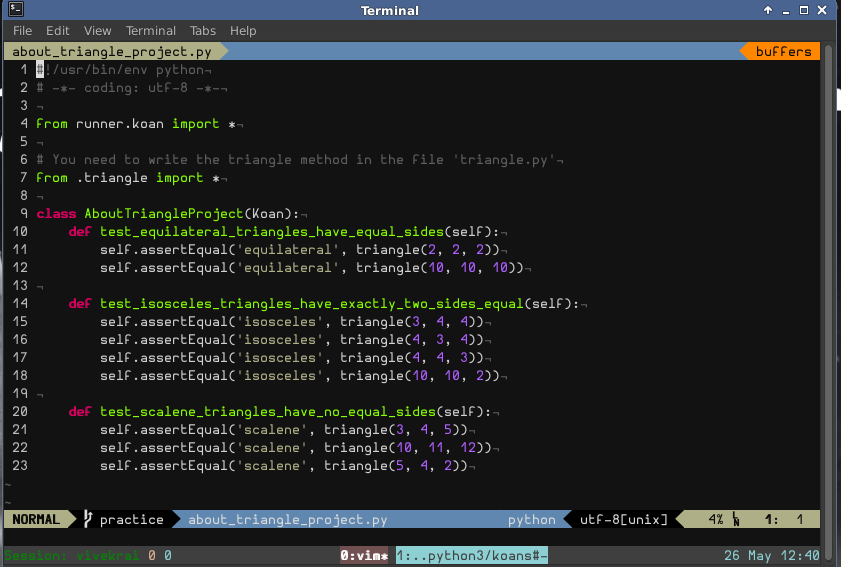 Terminal
File Edit View Terminal Tabs Help
about_triangle_project.py buffers
1 #!/usr/bin/env python¬
2 # -*- coding: utf-8 -*-¬
3 ¬
4 from runner.koan import *¬
5 ¬
6 # You need to write the triangle method in the file 'triangle.py'¬
7 from .triangle import *¬
8 ¬
9 class AboutTriangleProject(Koan):¬
10     def test_equilateral_triangles_have_equal_sides(self):¬
11         self.assertEqual('equilateral', triangle(2, 2, 2))¬
12         self.assertEqual('equilateral', triangle(10, 10, 10))¬
13 ¬
14     def test_isosceles_triangles_have_exactly_two_sides_equal(self):¬
15         self.assertEqual('isosceles', triangle(3, 4, 4))¬
16         self.assertEqual('isosceles', triangle(4, 3, 4))¬
17         self.assertEqual('isosceles', triangle(4, 4, 3))¬
18         self.assertEqual('isosceles', triangle(10, 10, 2))¬
19 ¬
20     def test_scalene_triangles_have_no_equal_sides(self):¬
21         self.assertEqual('scalene', triangle(3, 4, 5))¬
22         self.assertEqual('scalene', triangle(10, 11, 12))¬
23         self.assertEqual('scalene', triangle(5, 4, 2))¬
~
~
NORMAL practice about_triangle_project.py python utf-8[unix] 4% LN 1: 1
Session: vivekrai 0 0 0:vim* 1:..python3/koans#- 26 May 12:40